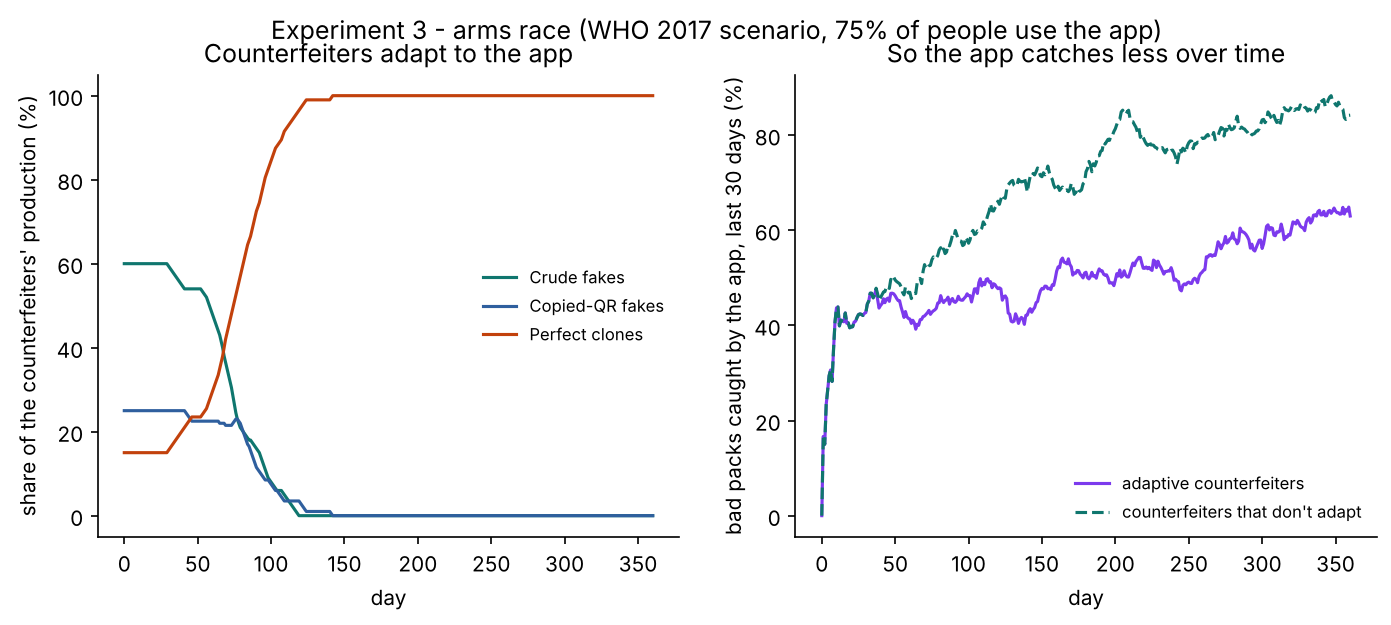 Experiment 3 - arms race (WHO 2017 scenario, 75% of people use the app)
Counterfeiters adapt to the app
share of the counterfeiters' production (%)
100
80
60
40
20
0
Crude fakes
Copied-QR fakes
Perfect clones
0 50 100 150 200 250 300 350
day
So the app catches less over time
bad packs caught by the app, last 30 days (%)
80
60
40
20
0
adaptive counterfeiters
counterfeiters that don't adapt
0 50 100 150 200 250 300 350
day